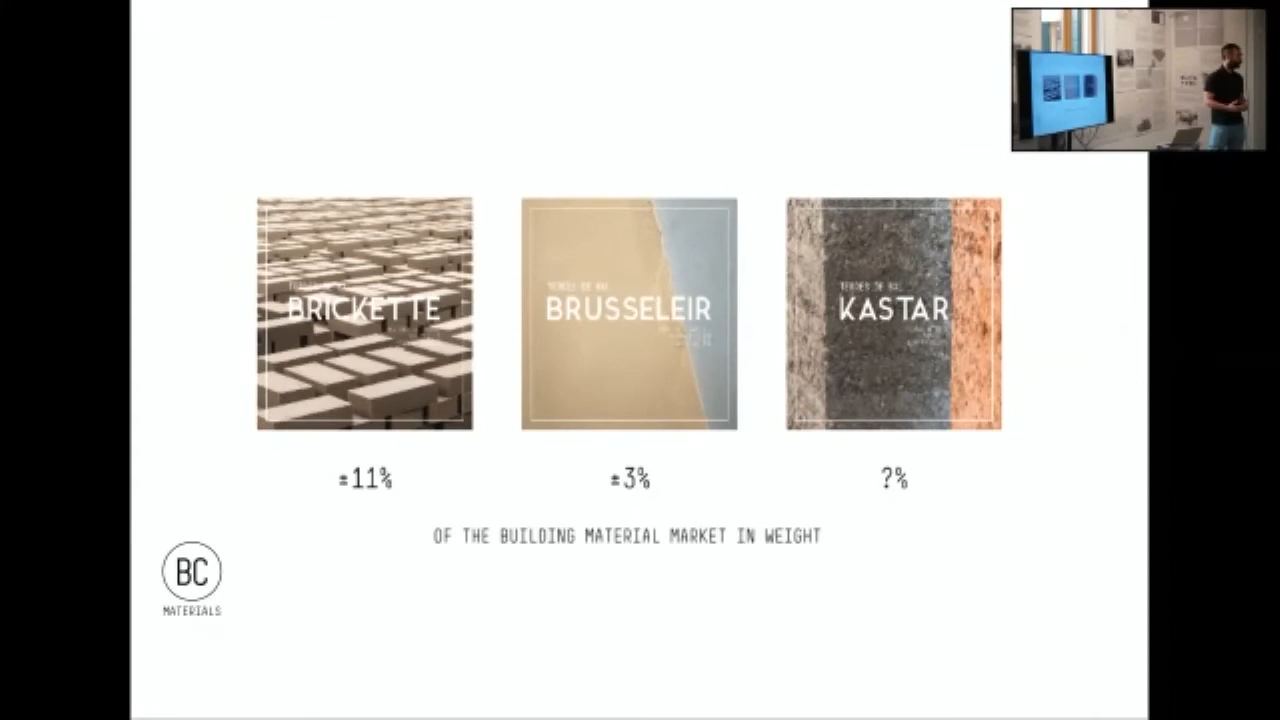 BRICKETTE
BRUSSELEIR
KASTAR
±11%
±3%
?%
OF THE BUILDING MATERIAL MARKET IN WEIGHT
BC
MATERIALS